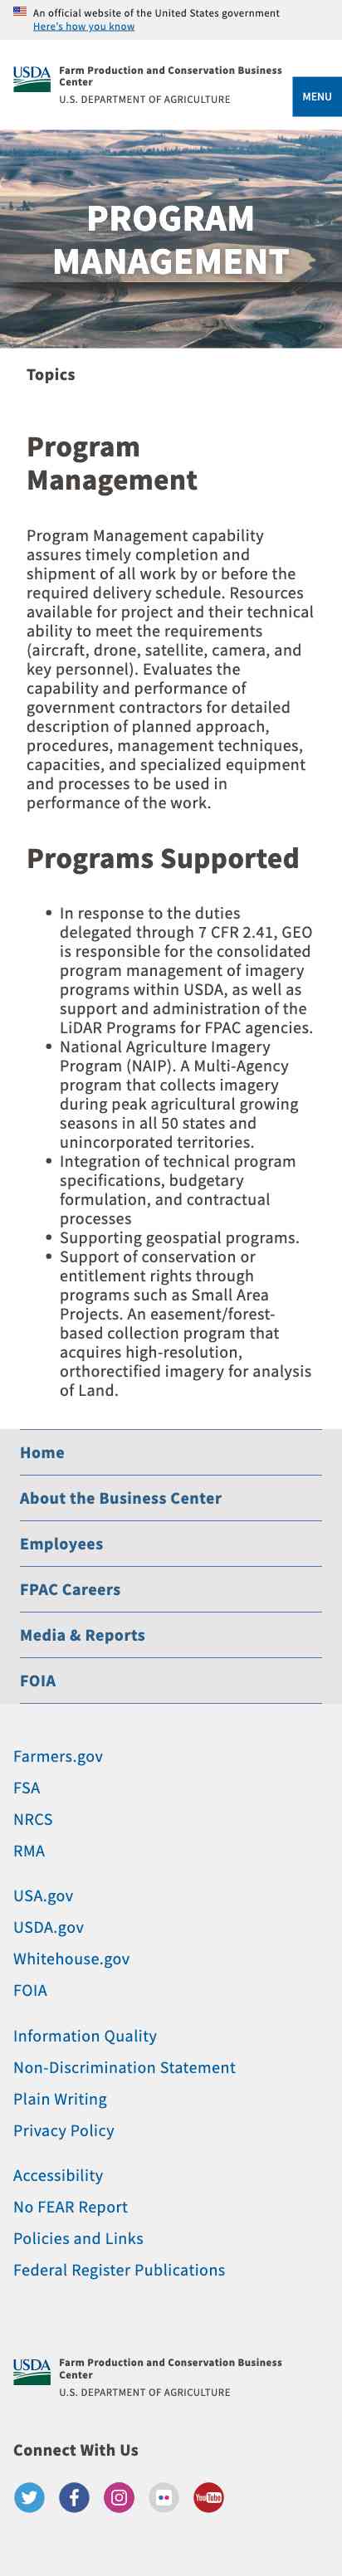 An official website of the United States government
Here's how you know
USDA
Farm Production and Conservation Business
Center
U.S. DEPARTMENT OF AGRICULTURE
MENU
PROGRAM
MANAGEMENT
Topics
Program
Management
Program Management capability
assures timely completion and
shipment of all work by or before the
required delivery schedule. Resources
available for project and their technical
ability to meet the requirements
(aircraft, drone, satellite, camera, and
key personnel). Evaluates the
capability and performance of
government contractors for detailed
description of planned approach,
procedures, management techniques,
capacities, and specialized equipment
and processes to be used in
performance of the work.
Programs Supported
• In response to the duties
delegated through 7 CFR 2.41, GEO
is responsible for the consolidated
program management of imagery
programs within USDA, as well as
support and administration of the
LiDAR Programs for FPAC agencies.
• National Agriculture Imagery
Program (NAIP). A Multi-Agency
program that collects imagery
during peak agricultural growing
seasons in all 50 states and
unincorporated territories.
• Integration of technical program
specifications, budgetary
formulation, and contractual
processes
• Supporting geospatial programs.
• Support of conservation or
entitlement rights through
programs such as Small Area
Projects. An easement/forest-
based collection program that
acquires high-resolution,
orthorectified imagery for analysis
of Land.
Home
About the Business Center
Employees
FPAC Careers
Media & Reports
FOIA
Farmers.gov
FSA
NRCS
RMA
USA.gov
USDA.gov
Whitehouse.gov
FOIA
Information Quality
Non-Discrimination Statement
Plain Writing
Privacy Policy
Accessibility
No FEAR Report
Policies and Links
Federal Register Publications
USDA
Farm Production and Conservation Business
Center
U.S. DEPARTMENT OF AGRICULTURE
Connect With Us
YouTube